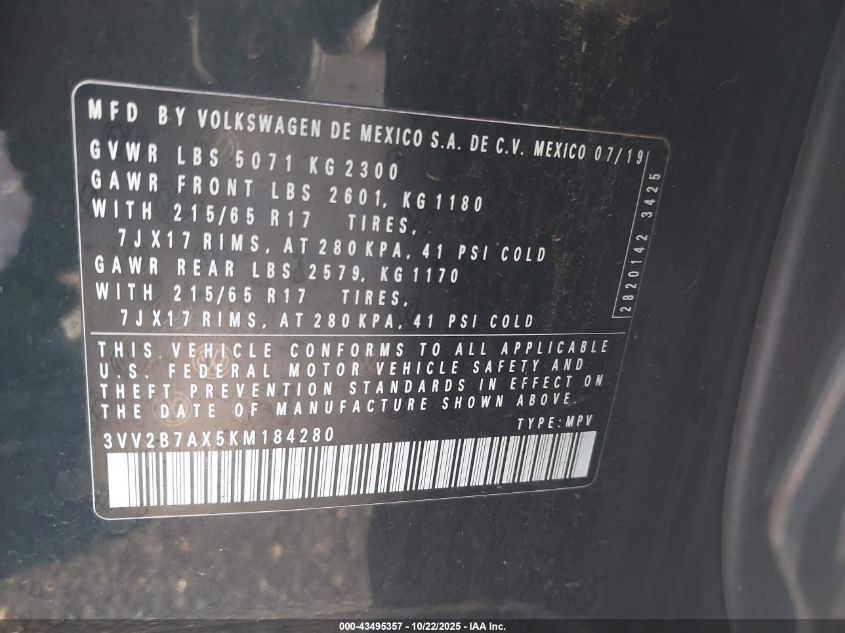 MFD BY VOLKSWAGEN DE MEXICO S.A. DE C.V. MEXICO 07/19
GVWR LBS 5071 KG 2300
GAWR FRONT LBS 2601, KG 1180
WITH 215/65 R17 TIRES,
7JX17 RIMS, AT 280 KPA, 41 PSI COLD
GAWR REAR LBS 2579, KG 1170
WITH 215/65 R17 TIRES,
7JX17 RIMS, AT 280 KPA, 41 PSI COLD
2820142 3425
THIS VEHICLE CONFORMS TO ALL APPLICABLE
U.S. FEDERAL MOTOR VEHICLE SAFETY AND
THEFT PREVENTION STANDARDS IN EFFECT ON
THE DATE OF MANUFACTURE SHOWN ABOVE.
TYPE: MPV
3VV2B7AX5KM184280
000-43495357 - 10/22/2025 - IAA Inc.